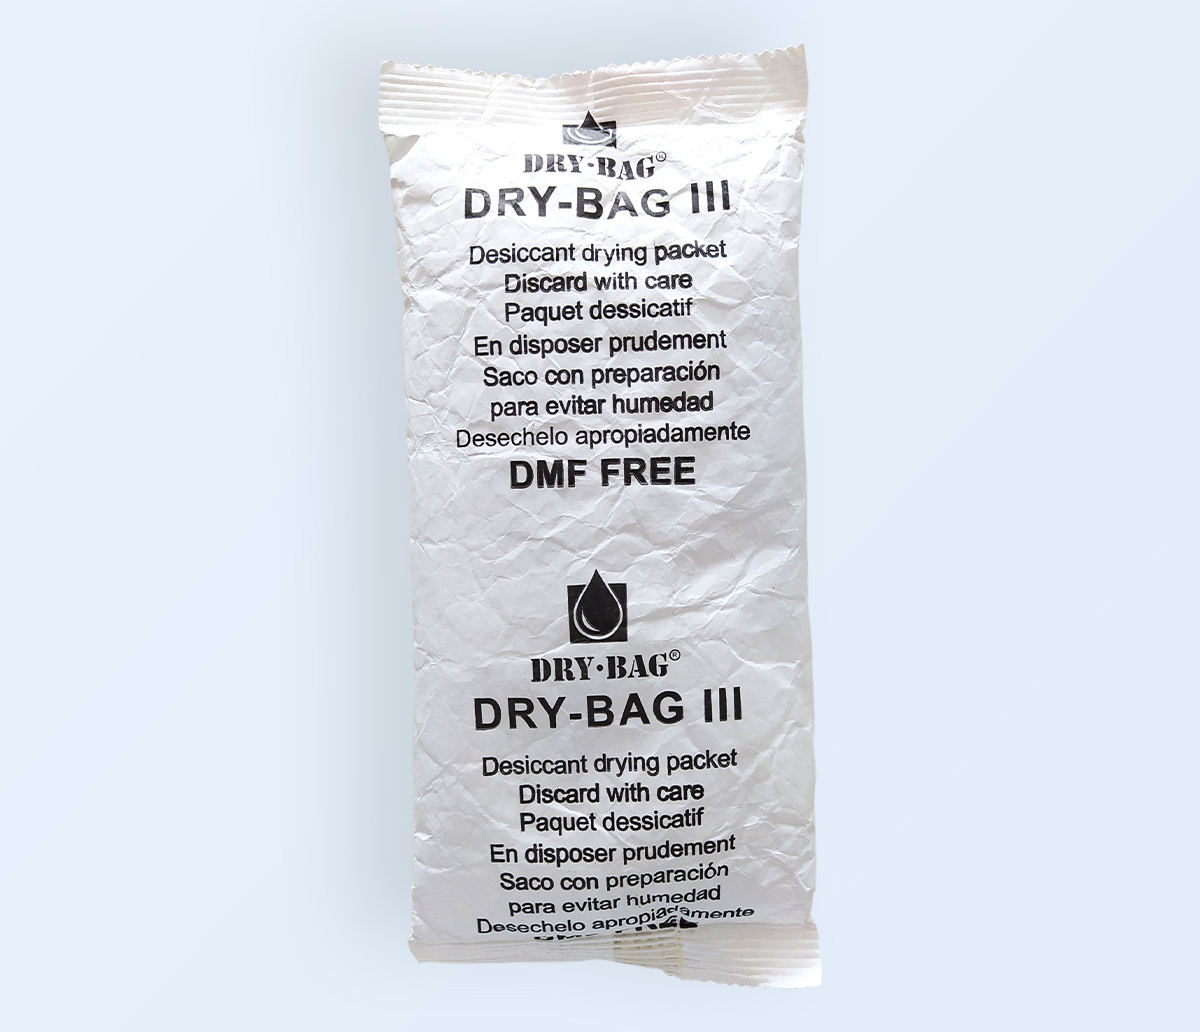 DRY·BAG®
DRY-BAG III
Desiccant drying packet
Discard with care
Paquet dessicatif
En disposer prudement
Saco con preparación
para evitar humedad
Desechelo apropiadamente
DMF FREE
DRY·BAG®
DRY-BAG III
Desiccant drying packet
Discard with care
Paquet dessicatif
En disposer prudement
Saco con preparación
para evitar humedad
Desechelo apropiadamente
DMF FREE